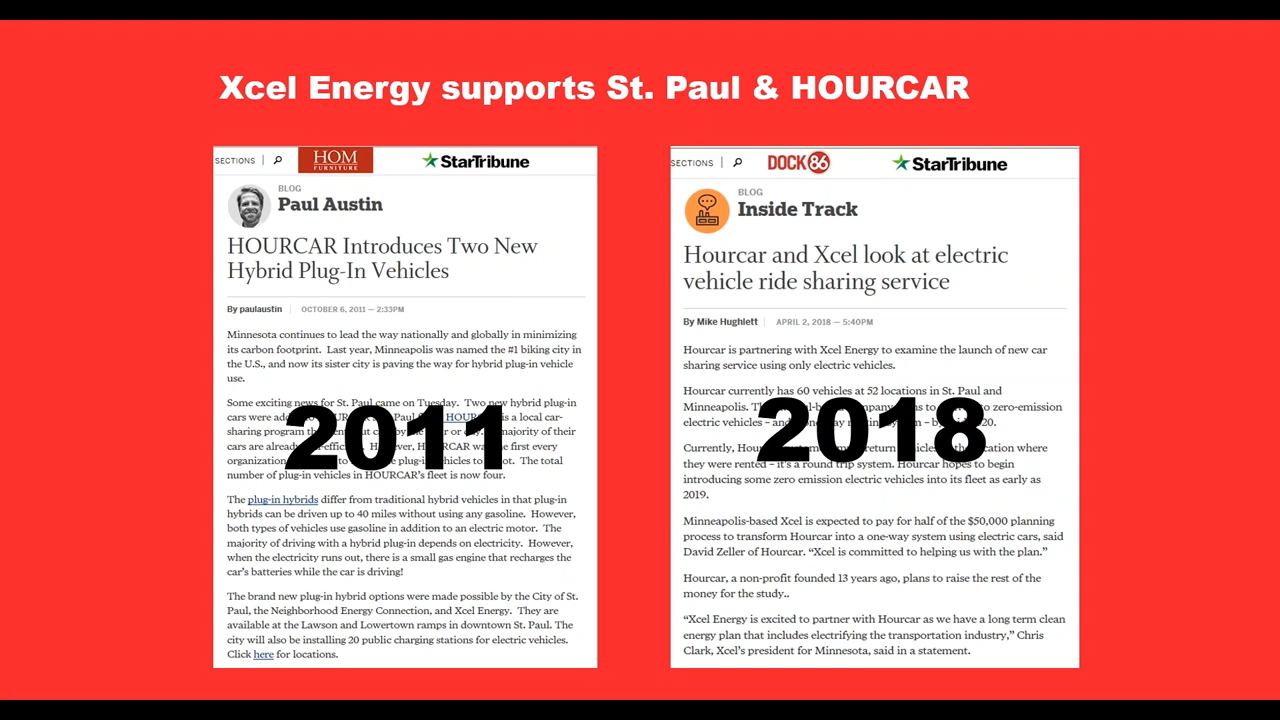 Xcel Energy supports St. Paul & HOURCAR
SECTIONS
HOM
FURNITURE
StarTribune
BLOG
Paul Austin
HOURCAR Introduces Two New
Hybrid Plug-In Vehicles
By paulaustin OCTOBER 6, 2011 — 2:33PM
Minnesota continues to lead the way nationally and globally in minimizing
its carbon footprint. Last year, Minneapolis was named the #1 biking city in
the U.S., and now its sister city is paving the way for hybrid plug-in vehicle
use.
Some exciting news for St. Paul came on Tuesday. Two new hybrid plug-in
cars were Paul HOUR is a local car-
sharing program majority of their
cars are first every
organization plug- The total
number of plug-in vehicles in HOURCAR's fleet is now four.
2011
The plug-in hybrids differ from traditional hybrid vehicles in that plug-in
hybrids can be driven up to 40 miles without using any gasoline. However,
both types of vehicles use gasoline in addition to an electric motor. The
majority of driving with a hybrid plug-in depends on electricity. However,
when the electricity runs out, there is a small gas engine that recharges the
car's batteries while the car is driving!
The brand new plug-in hybrid options were made possible by the City of St.
Paul, the Neighborhood Energy Connection, and Xcel Energy. They are
available at the Lawson and Lowertown ramps in downtown St. Paul. The
city will also be installing 20 public charging stations for electric vehicles.
Click here for locations.
SECTIONS
DOCK 86
StarTribune
BLOG
Inside Track
Hourcar and Xcel look at electric
vehicle ride sharing service
By Mike Hughlett APRIL 2, 2018 — 5:40PM
Hourcar is partnering with Xcel Energy to examine the launch of new car
sharing service using only electric vehicles.
Hourcar currently has 60 vehicles at 52 locations in St. Paul and
Minneapolis. to zero-emission
electric vehicles – and
Currently, return where
they were rented – it's a round trip system. Hourcar hopes to begin
introducing some zero emission electric vehicles into its fleet as early as
2019.
2018
Minneapolis-based Xcel is expected to pay for half of the $50,000 planning
process to transform Hourcar into a one-way system using electric cars, said
David Zeller of Hourcar. “Xcel is committed to helping us with the plan.”
Hourcar, a non-profit founded 13 years ago, plans to raise the rest of the
money for the study..
“Xcel Energy is excited to partner with Hourcar as we have a long term clean
energy plan that includes electrifying the transportation industry,” Chris
Clark, Xcel's president for Minnesota, said in a statement.